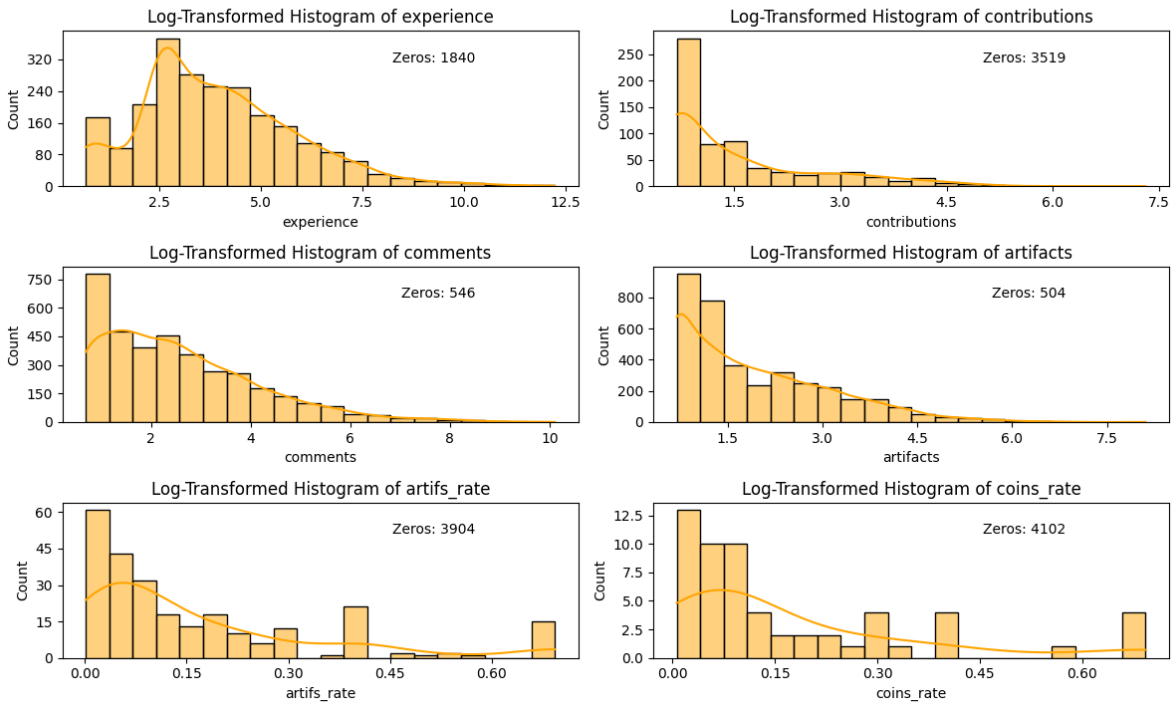 Log-Transformed Histogram of experience
Zeros: 1840
Count
320
240
160
80
0
2.5 5.0 7.5 10.0 12.5
experience
Log-Transformed Histogram of contributions
Zeros: 3519
Count
250
200
150
100
50
0
1.5 3.0 4.5 6.0 7.5
contributions
Log-Transformed Histogram of comments
Zeros: 546
Count
750
600
450
300
150
0
2 4 6 8 10
comments
Log-Transformed Histogram of artifacts
Zeros: 504
Count
800
600
400
200
0
1.5 3.0 4.5 6.0 7.5
artifacts
Log-Transformed Histogram of artifs_rate
Zeros: 3904
Count
60
45
30
15
0
0.00 0.15 0.30 0.45 0.60
artifs_rate
Log-Transformed Histogram of coins_rate
Zeros: 4102
Count
12.5
10.0
7.5
5.0
2.5
0.0
0.00 0.15 0.30 0.45 0.60
coins_rate